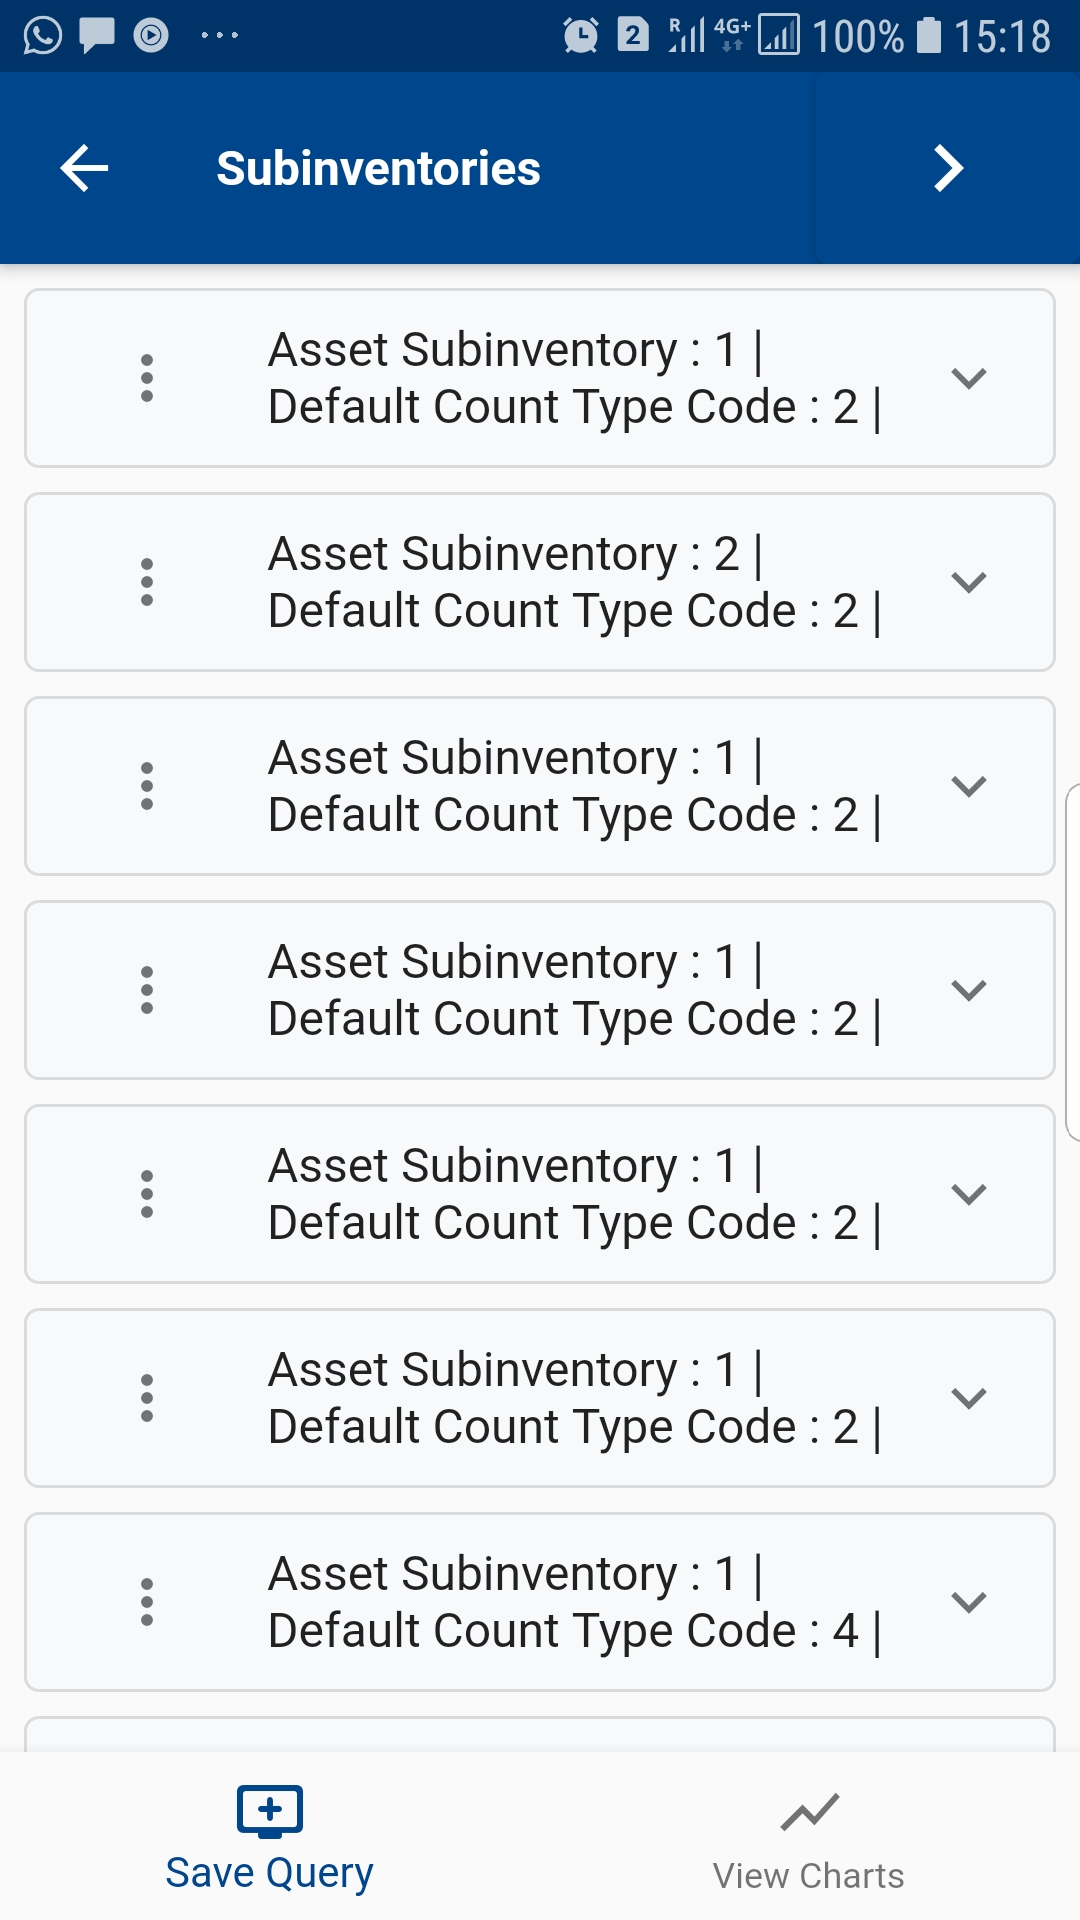 2 R 4G+ 100% 15:18
Subinventories
Asset Subinventory : 1 |
Default Count Type Code : 2 |
Asset Subinventory : 2 |
Default Count Type Code : 2 |
Asset Subinventory : 1 |
Default Count Type Code : 2 |
Asset Subinventory : 1 |
Default Count Type Code : 2 |
Asset Subinventory : 1 |
Default Count Type Code : 2 |
Asset Subinventory : 1 |
Default Count Type Code : 2 |
Asset Subinventory : 1 |
Default Count Type Code : 4 |
Save Query
View Charts